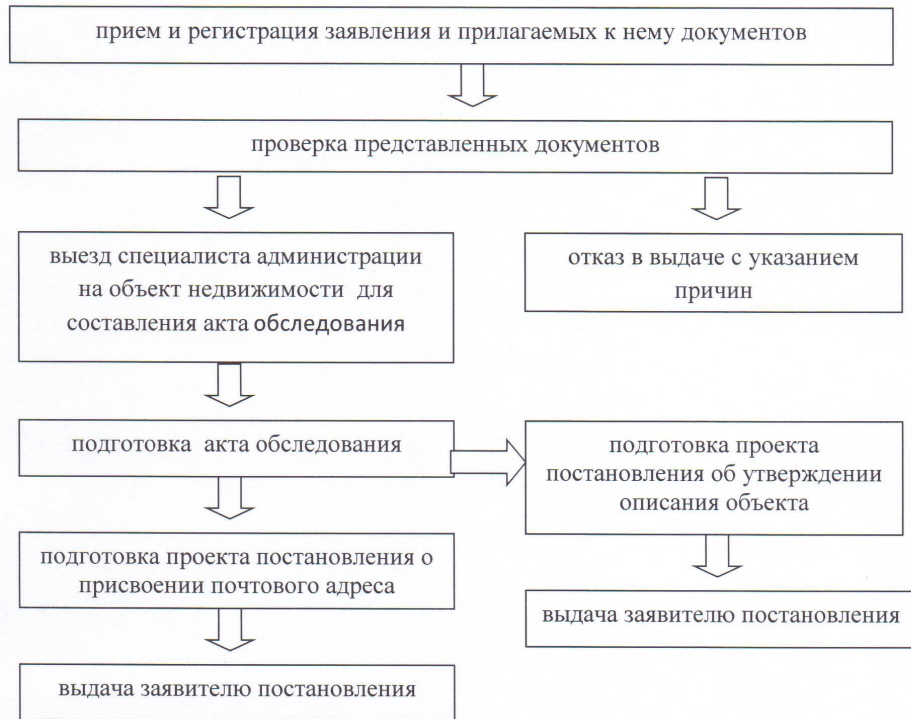 прием и регистрация заявления и прилагаемых к нему документов
проверка представленных документов
выезд специалиста администрации
на объект недвижимости для
составления акта обследования
отказ в выдаче с указанием
причин
подготовка акта обследования
подготовка проекта
постановления об утверждении
описания объекта
подготовка проекта постановления о
присвоении почтового адреса
выдача заявителю постановления
выдача заявителю постановления